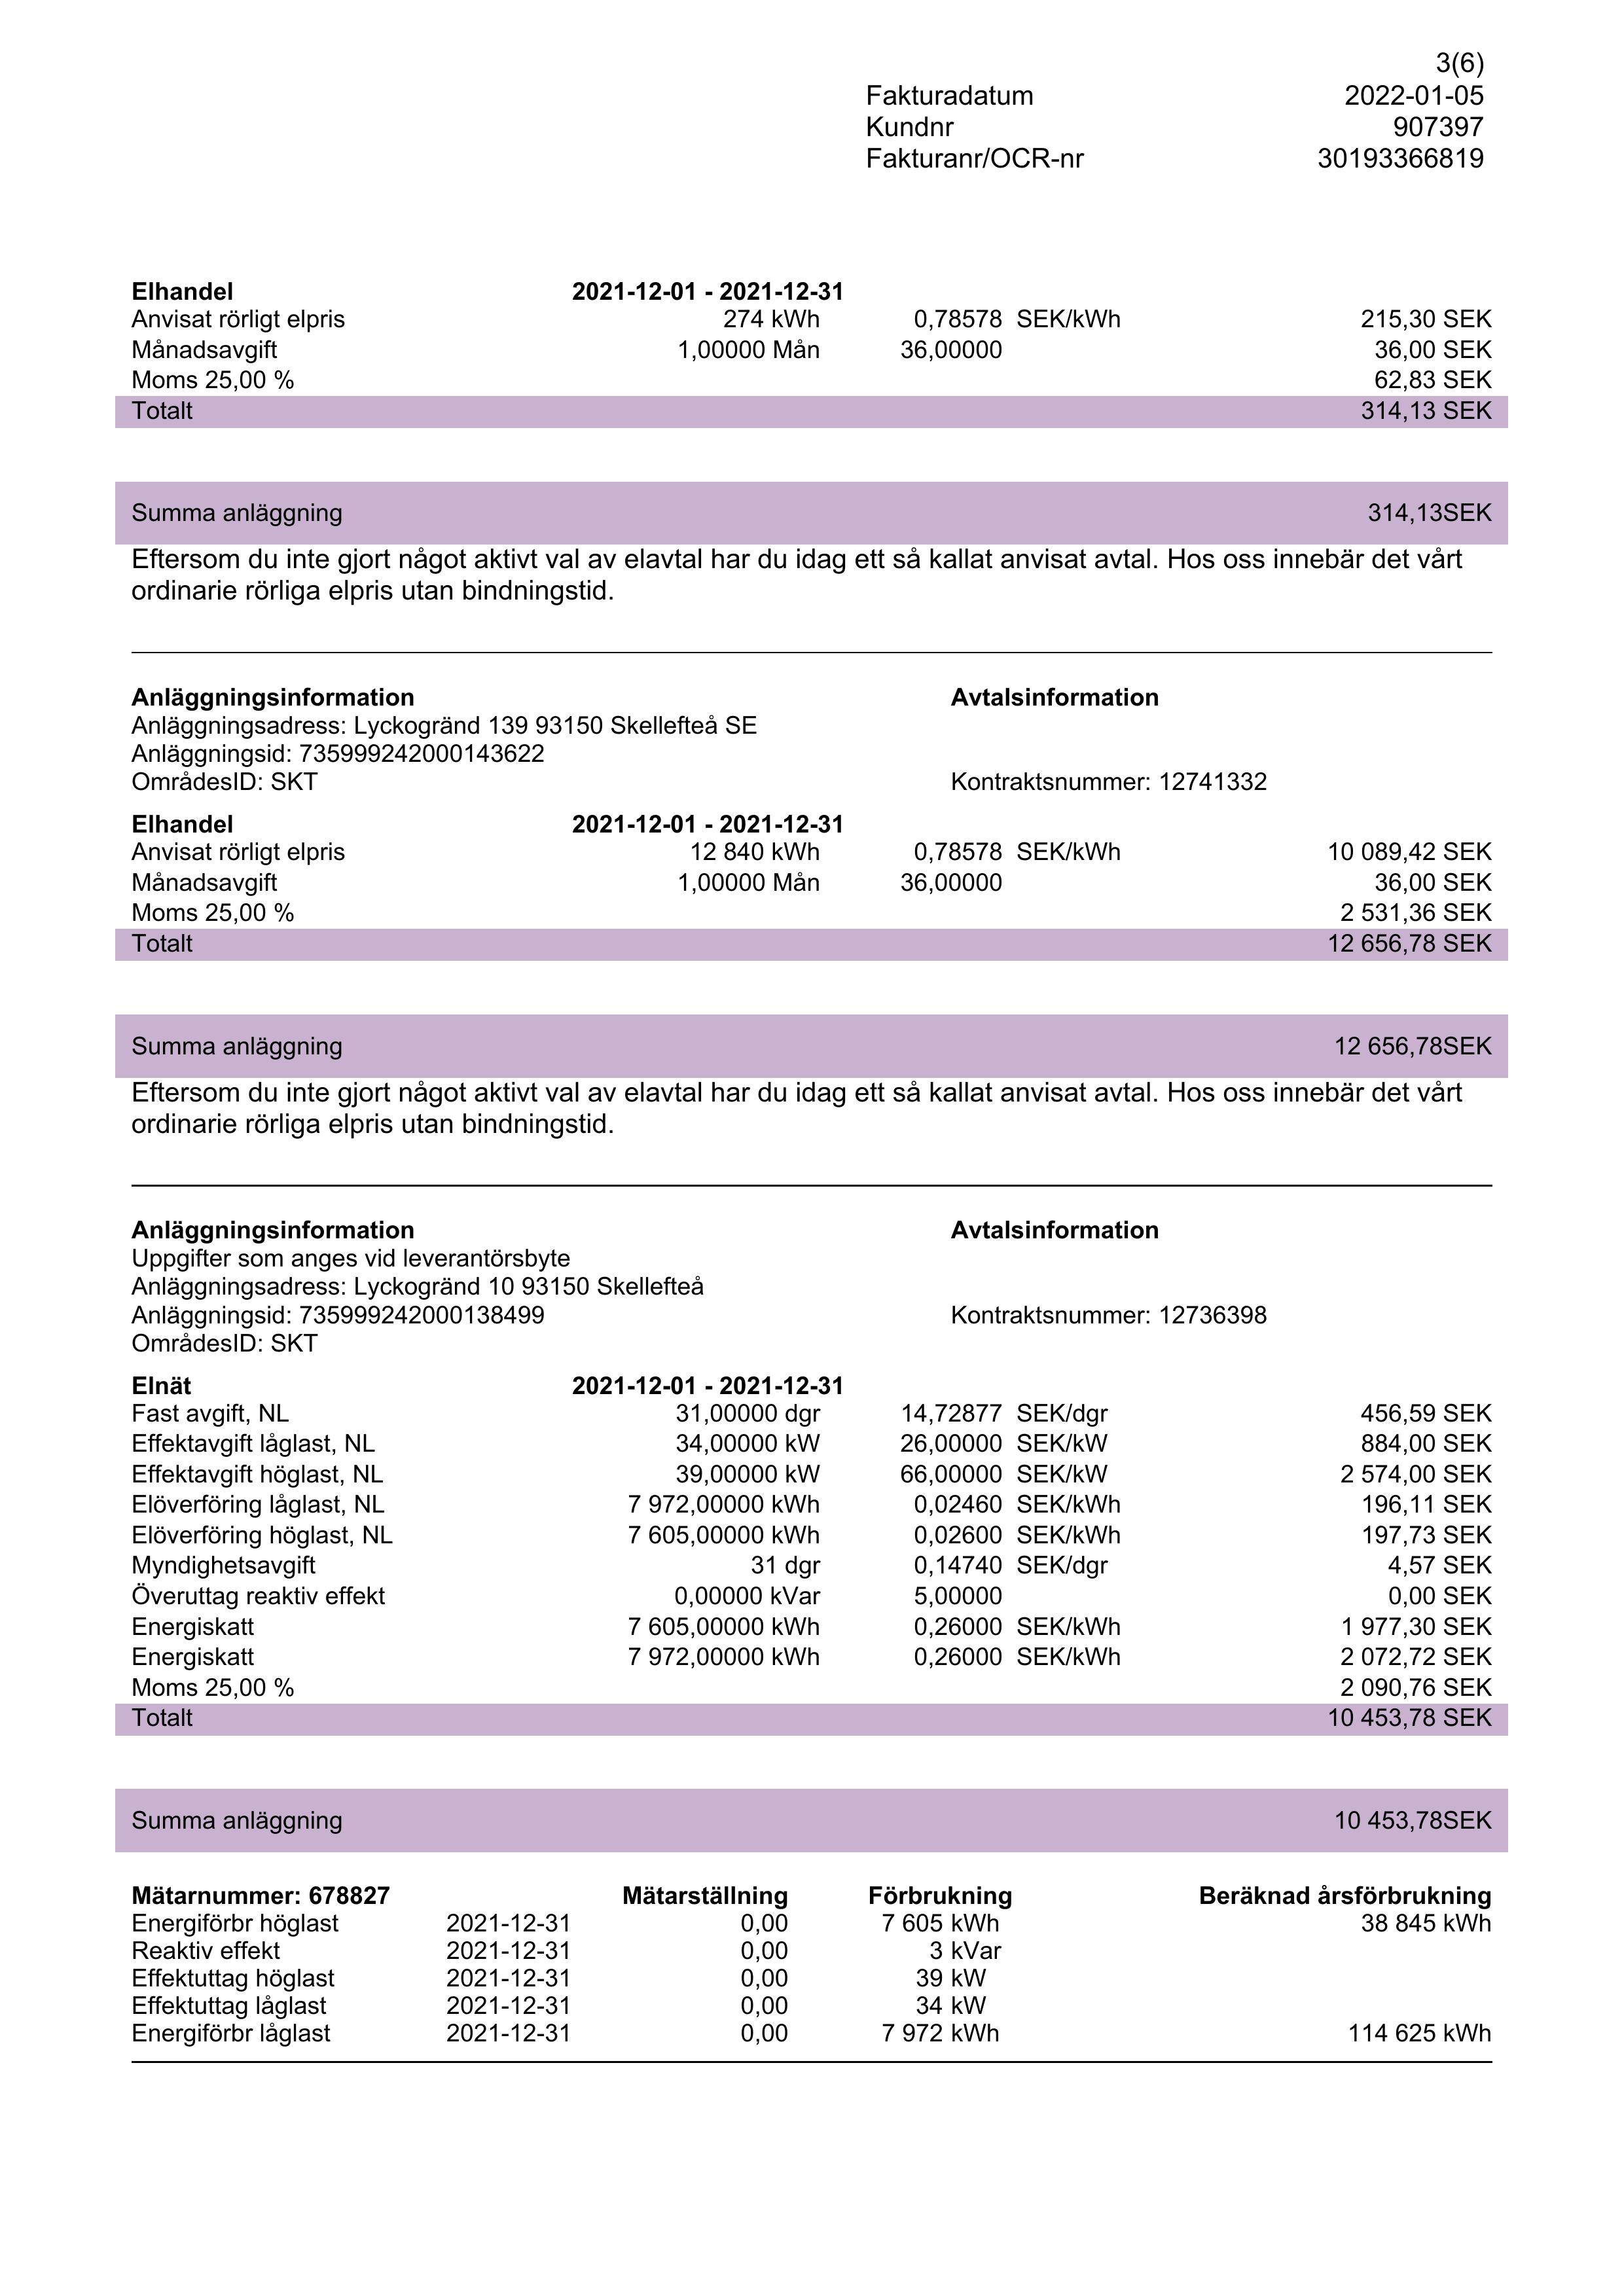 3(6)
Fakturadatum 2022-01-05
Kundnr 907397
Fakturanr/OCR-nr 30193366819
Elhandel 2021-12-01 - 2021-12-31
Anvisat rörligt elpris 274 kWh 0,78578 SEK/kWh 215,30 SEK
Månadsavgift 1,00000 Mån 36,00000 36,00 SEK
Moms 25,00 % 62,83 SEK
Totalt 314,13 SEK
Summa anläggning 314,13SEK
Eftersom du inte gjort något aktivt val av elavtal har du idag ett så kallat anvisat avtal. Hos oss innebär det vårt
ordinarie rörliga elpris utan bindningstid.
Anläggningsinformation Avtalsinformation
Anläggningsadress: Lyckogränd 139 93150 Skellefteå SE
Anläggningsid: 735999242000143622
OmrådesID: SKT Kontraktsnummer: 12741332
Elhandel 2021-12-01 - 2021-12-31
Anvisat rörligt elpris 12 840 kWh 0,78578 SEK/kWh 10 089,42 SEK
Månadsavgift 1,00000 Mån 36,00000 36,00 SEK
Moms 25,00 % 2 531,36 SEK
Totalt 12 656,78 SEK
Summa anläggning 12 656,78SEK
Eftersom du inte gjort något aktivt val av elavtal har du idag ett så kallat anvisat avtal. Hos oss innebär det vårt
ordinarie rörliga elpris utan bindningstid.
Anläggningsinformation Avtalsinformation
Uppgifter som anges vid leverantörsbyte
Anläggningsadress: Lyckogränd 10 93150 Skellefteå
Anläggningsid: 735999242000138499 Kontraktsnummer: 12736398
OmrådesID: SKT
Elnät 2021-12-01 - 2021-12-31
Fast avgift, NL 31,00000 dgr 14,72877 SEK/dgr 456,59 SEK
Effektavgift låglast, NL 34,00000 kW 26,00000 SEK/kW 884,00 SEK
Effektavgift höglast, NL 39,00000 kW 66,00000 SEK/kW 2 574,00 SEK
Elöverföring låglast, NL 7 972,00000 kWh 0,02460 SEK/kWh 196,11 SEK
Elöverföring höglast, NL 7 605,00000 kWh 0,02600 SEK/kWh 197,73 SEK
Myndighetsavgift 31 dgr 0,14740 SEK/dgr 4,57 SEK
Överuttag reaktiv effekt 0,00000 kVar 5,00000 0,00 SEK
Energiskatt 7 605,00000 kWh 0,26000 SEK/kWh 1 977,30 SEK
Energiskatt 7 972,00000 kWh 0,26000 SEK/kWh 2 072,72 SEK
Moms 25,00 % 2 090,76 SEK
Totalt 10 453,78 SEK
Summa anläggning 10 453,78SEK
Mätarnummer: 678827 Mätarställning Förbrukning Beräknad årsförbrukning
Energiförbr höglast 2021-12-31 0,00 7 605 kWh 38 845 kWh
Reaktiv effekt 2021-12-31 0,00 3 kVar
Effektuttag höglast 2021-12-31 0,00 39 kW
Effektuttag låglast 2021-12-31 0,00 34 kW
Energiförbr låglast 2021-12-31 0,00 7 972 kWh 114 625 kWh